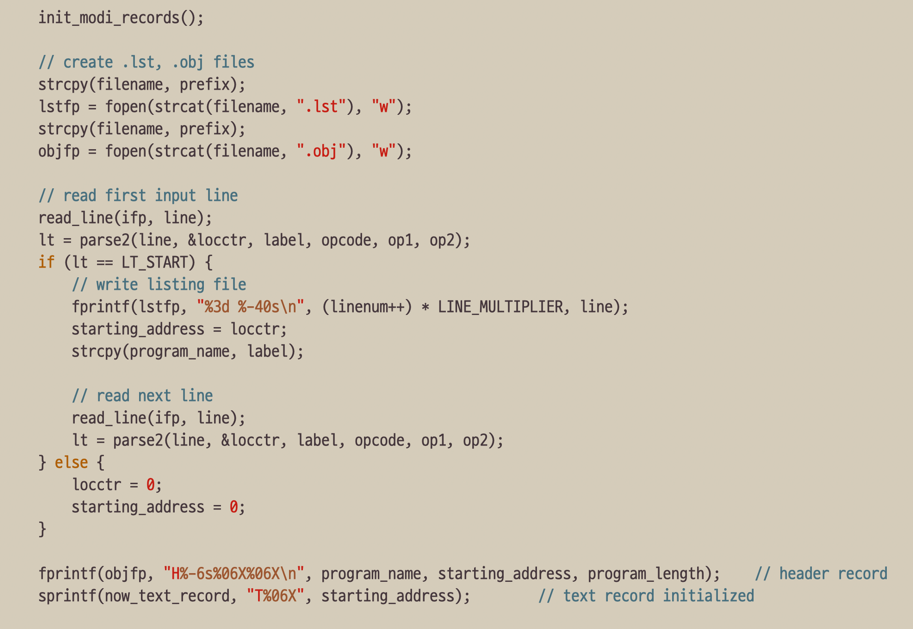 init_modi_records();
// create .lst, .obj files
strcpy(filename, prefix);
lstfp = fopen(strcat(filename, ".lst"), "w");
strcpy(filename, prefix);
objfp = fopen(strcat(filename, ".obj"), "w");
// read first input line
read_line(ifp, line);
lt = parse2(line, &locctr, label, opcode, op1, op2);
if (lt == LT_START) {
    // write listing file
    fprintf(lstfp, "%3d %-40s\n", (linenum++) * LINE_MULTIPLIER, line);
    starting_address = locctr;
    strcpy(program_name, label);
    // read next line
    read_line(ifp, line);
    lt = parse2(line, &locctr, label, opcode, op1, op2);
} else {
    locctr = 0;
    starting_address = 0;
}
fprintf(objfp, "H%-6s%06X%06X\n", program_name, starting_address, program_length);    // header record
sprintf(now_text_record, "T%06X", starting_address);        // text record initialized